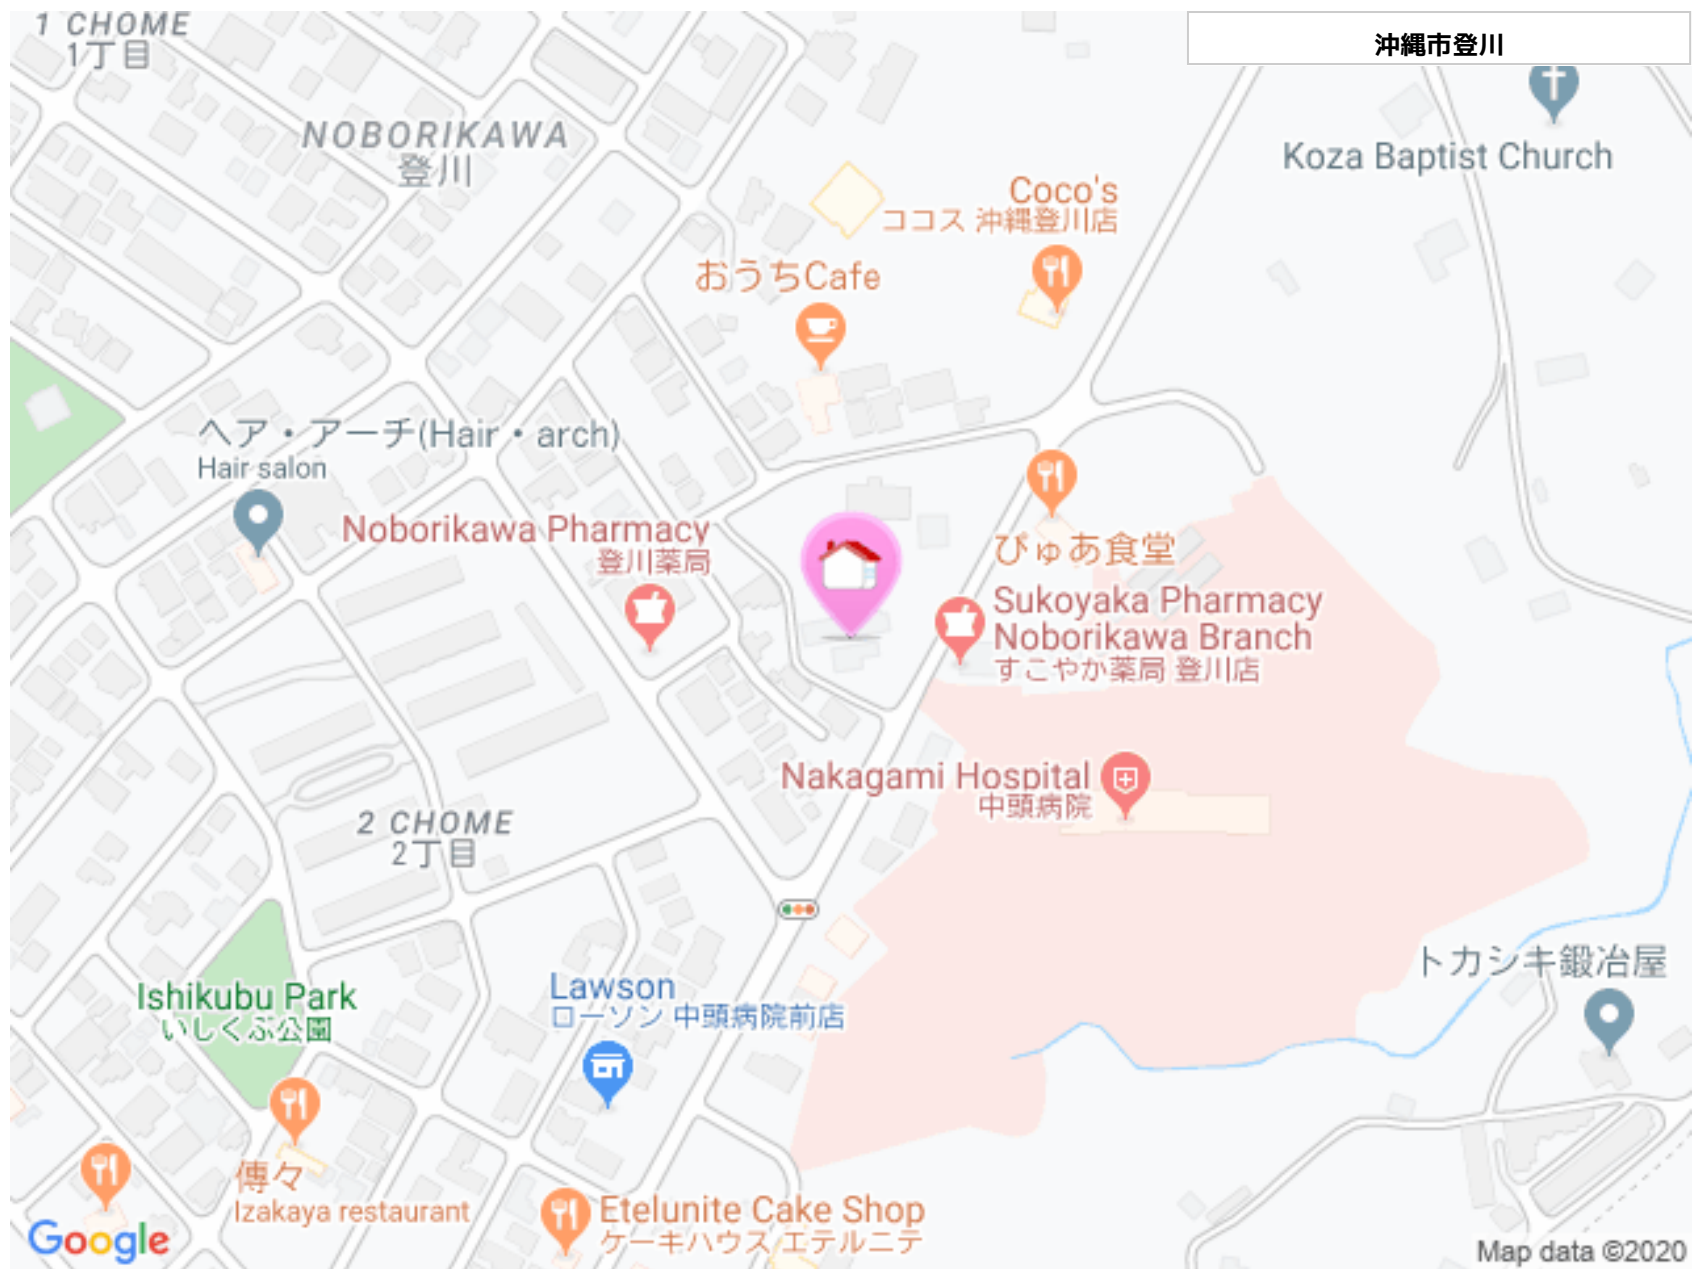 1 CHOME
1丁目
沖縄市登川
NOBORIKAWA
登川
Koza Baptist Church
Coco's
ココス 沖縄登川店
おうちCafe
ヘア・アーチ(Hair・arch)
Hair salon
Noborikawa Pharmacy
登川薬局
ぴゅあ食堂
Sukoyaka Pharmacy
Noborikawa Branch
すこやか薬局 登川店
Nakagami Hospital
中頭病院
2 CHOME
2丁目
トカシキ鍛冶屋
Ishikubu Park
いしくぶ公園
Lawson
ローソン 中頭病院前店
傳々
Izakaya restaurant
Etelunite Cake Shop
ケーキハウス エテルニテ
Google
Map data ©2020